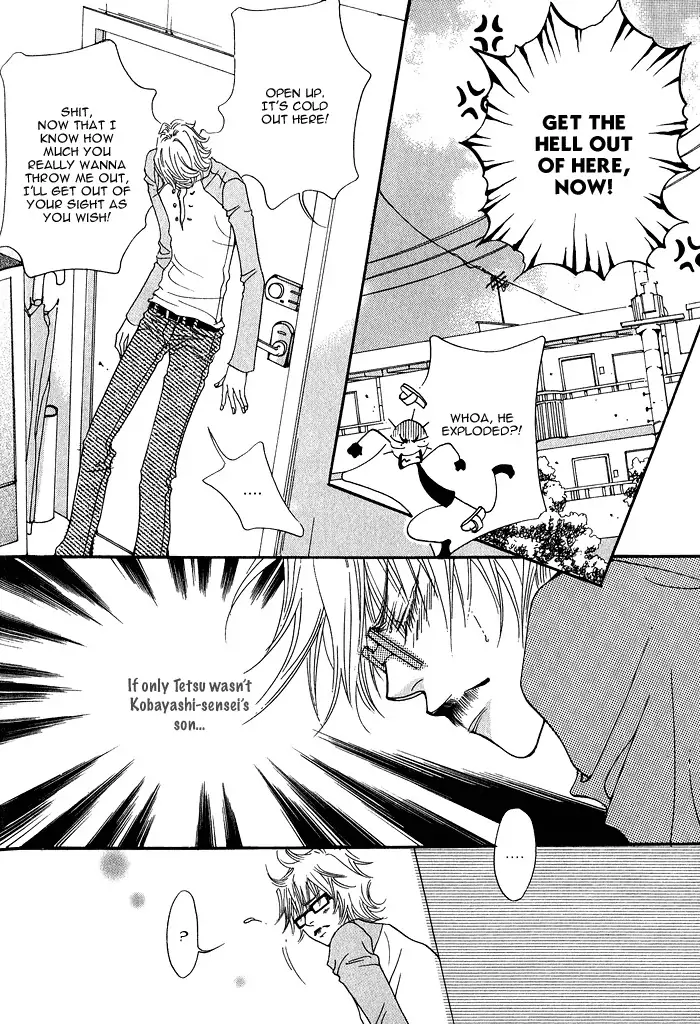 GET THE
HELL OUT
OF HERE,
NOW!
WHOA, HE
EXPLODED?!
OPEN UP.
IT'S COLD
OUT HERE!
SHIT,
NOW THAT I
KNOW HOW
MUCH YOU
REALLY WANNA
THROW ME OUT,
I'LL GET OUT OF
YOUR SIGHT AS
YOU WISH!
....
If only Tetsu wasn't
Kobayashi-sensei's
son...
....
?